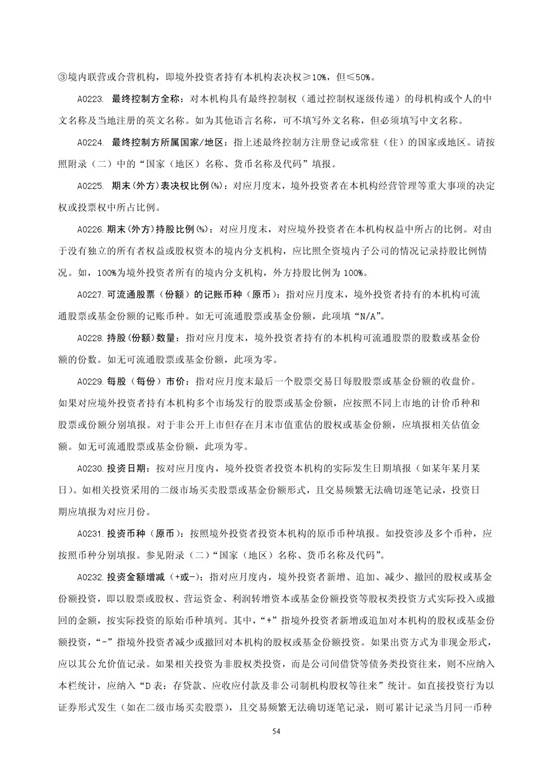 ③境内联营或合营机构，即境外投资者持有本机构表决权≥10%，但≤50%。
A0223. 最终控制方全称：对本机构具有最终控制权（通过控制权逐级传递）的母机构或个人的中
文名称及当地注册的英文名称。如为其他语言名称，可不填写外文名称，但必须填写中文名称。
A0224. 最终控制方所属国家/地区：指上述最终控制方注册登记或常驻（住）的国家或地区。请按
照附录（二）中的“国家（地区）名称、货币名称及代码”填报。
A0225. 期末(外方)表决权比例(%)：对应月度末，境外投资者在本机构经营管理等重大事项的决定
权或投票权中所占比例。
A0226.期末(外方)持股比例(%)：对应月度末，对应境外投资者在本机构权益中所占的比例。对由
于没有独立的所有者权益或股权资本的境内分支机构，应比照全资境内子公司的情况记录持股比例情
况。如，100%为境外投资者所有的境内分支机构，外方持股比例为 100%。
A0227.可流通股票（份额）的记账币种（原币）：指对应月度末，境外投资者持有的本机构可流
通股票或基金份额的记账币种。如无可流通股票或基金份额，此项填“N/A”。
A0228.持股(份额)数量：指对应月度末，境外投资者持有的本机构可流通股票的股数或基金份
额的份数。如无可流通股票或基金份额，此项为零。
A0229.每股（每份）市价：指对应月度末最后一个股票交易日每股股票或基金份额的收盘价。
如果对应境外投资者持有本机构多个市场发行的股票或基金份额，应按照不同上市地的计价币种和
股票或份额分别填报。对于非公开上市但存在月末市值重估的股权或基金份额，应填报相关估值金
额。如无可流通股票或基金份额，此项为零。
A0230.投资日期：按对应月度内，境外投资者投资本机构的实际发生日期填报（如某年某月某
日）。如相关投资采用的二级市场买卖股票或基金份额形式，且交易频繁无法确切逐笔记录，投资日
期应填报为对应月份。
A0231.投资币种（原币）：按照境外投资者投资本机构的原币币种填报。如投资涉及多个币种，应
按照币种分别填报。参见附录（二）“国家（地区）名称、货币名称及代码”。
A0232.投资金额增减（+或-）：指对应月度内，境外投资者新增、追加、减少、撤回的股权或基金
份额投资，即以股票或股权、营运资金、利润转增资本或基金份额投资等股权类投资方式实际投入或撤
回的金额，按实际投资的原始币种填列。其中，“+”指境外投资者新增或追加对本机构的股权或基金份
额投资，“-”指境外投资者减少或撤回对本机构的股权或基金份额投资。如果出资方式为非现金形式，
应以其公允价值记录。如果相关投资为非股权类投资，而是公司间借贷等债务类投资往来，则不应纳入
本栏统计，应纳入“D 表：存贷款、应收应付款及非公司制机构股权等往来”统计。如直接投资行为以
证券形式发生（如在二级市场买卖股票），且交易频繁无法确切逐笔记录，则可累计记录当月同一币种
54